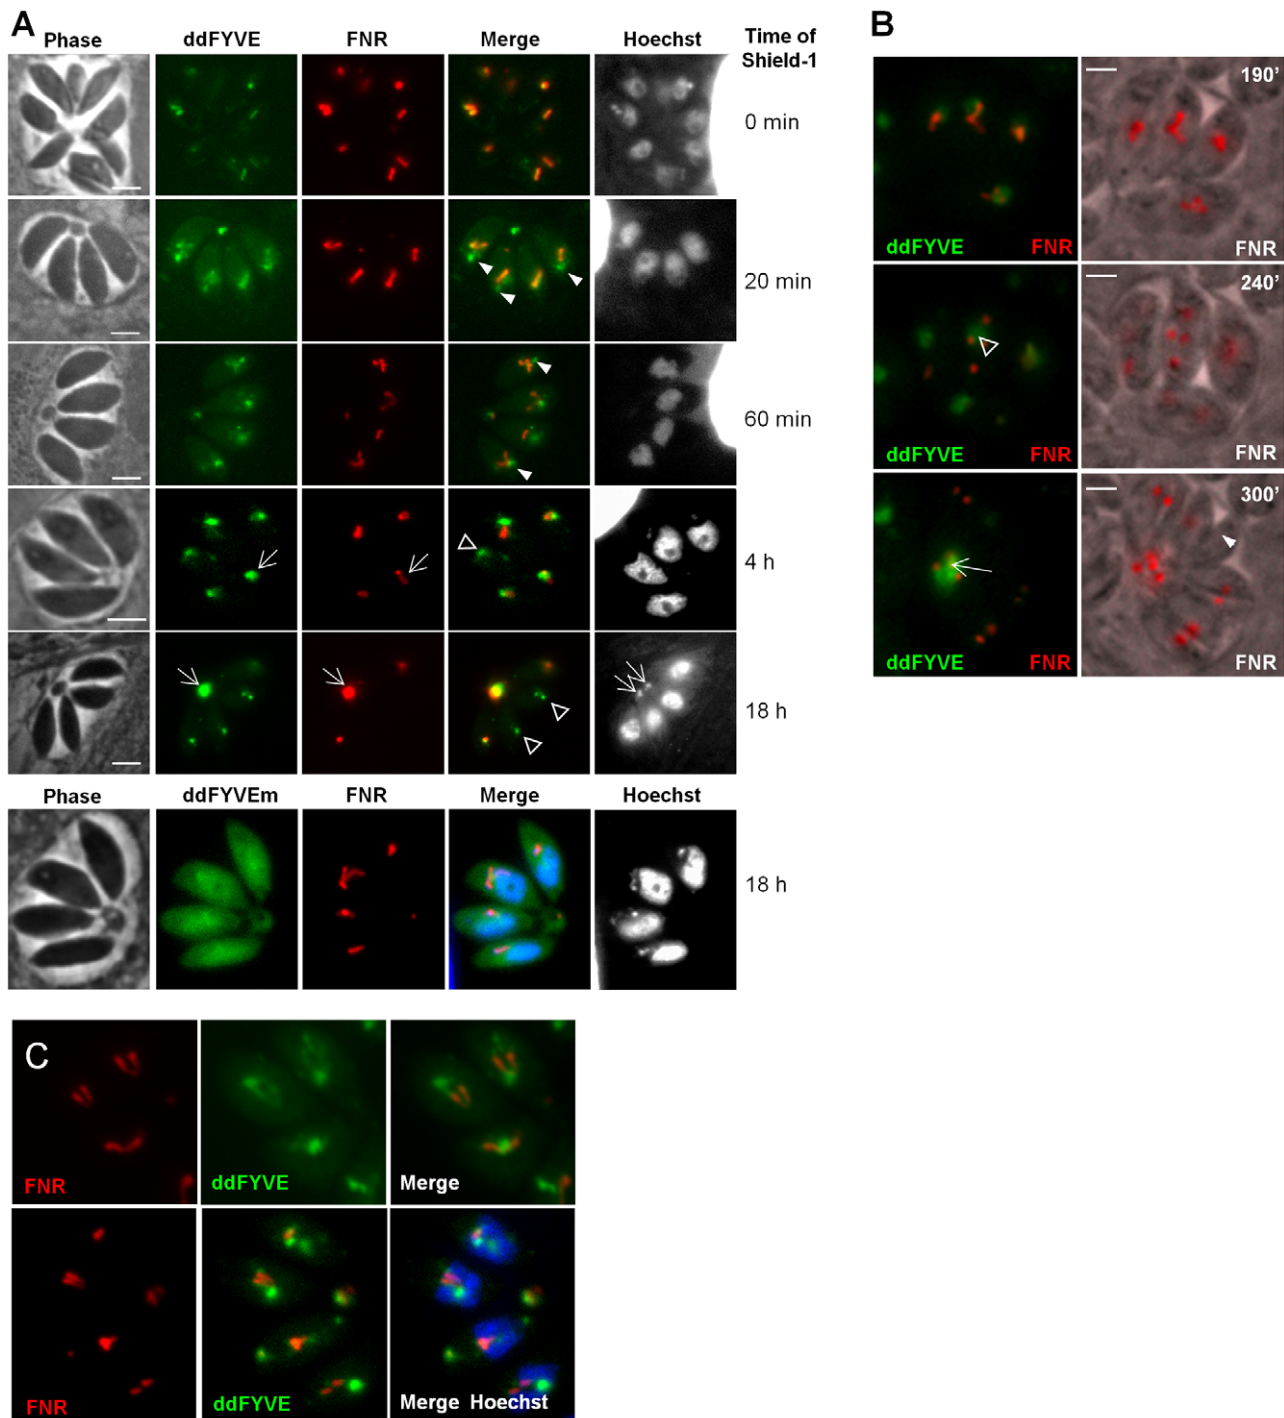 A
Phase ddFYVE FNR Merge Hoechst Time of
Shield-1
0 min
20 min
60 min
4 h
18 h
Phase ddFYVEm FNR Merge Hoechst
18 h
B
190'
ddFYVE FNR FNR
240'
ddFYVE FNR FNR
300'
ddFYVE FNR FNR
C
FNR ddFYVE Merge
FNR ddFYVE Merge Hoechst